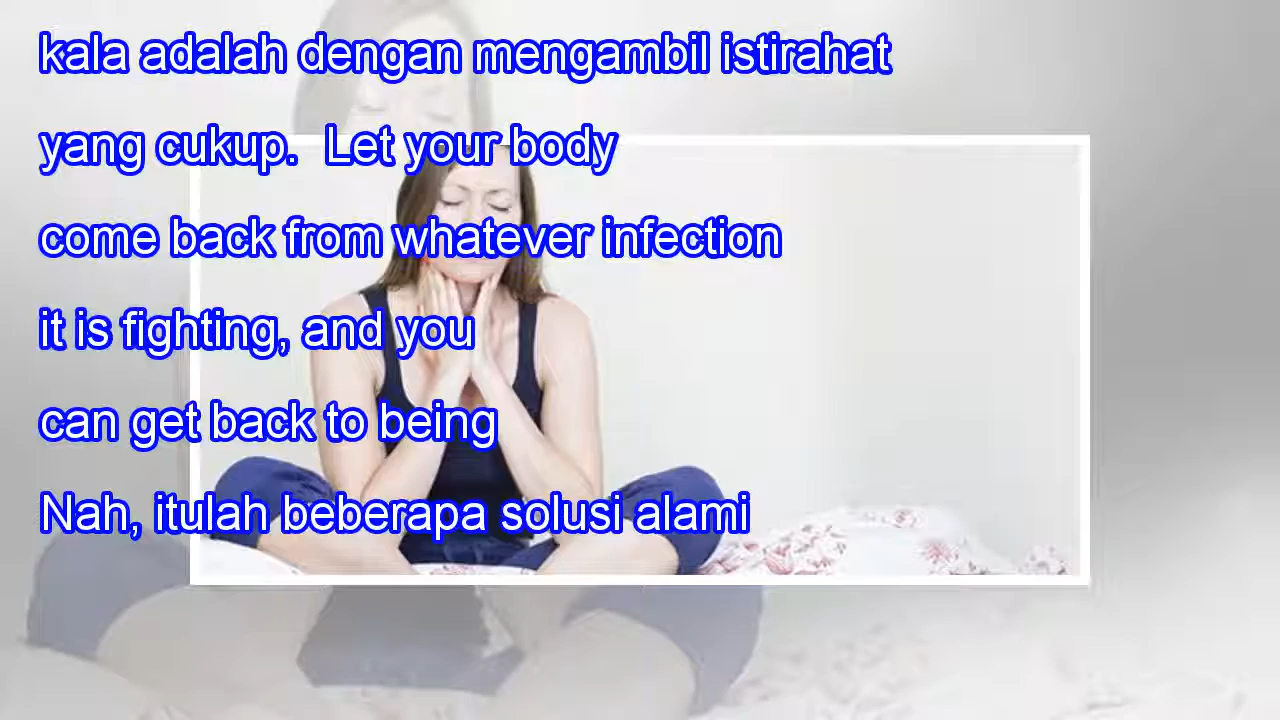 kala adalah dengan mengambil istirahat
yang cukup.  Let your body
come back from whatever infection
it is fighting, and you
can get back to being
Nah, itulah beberapa solusi alami